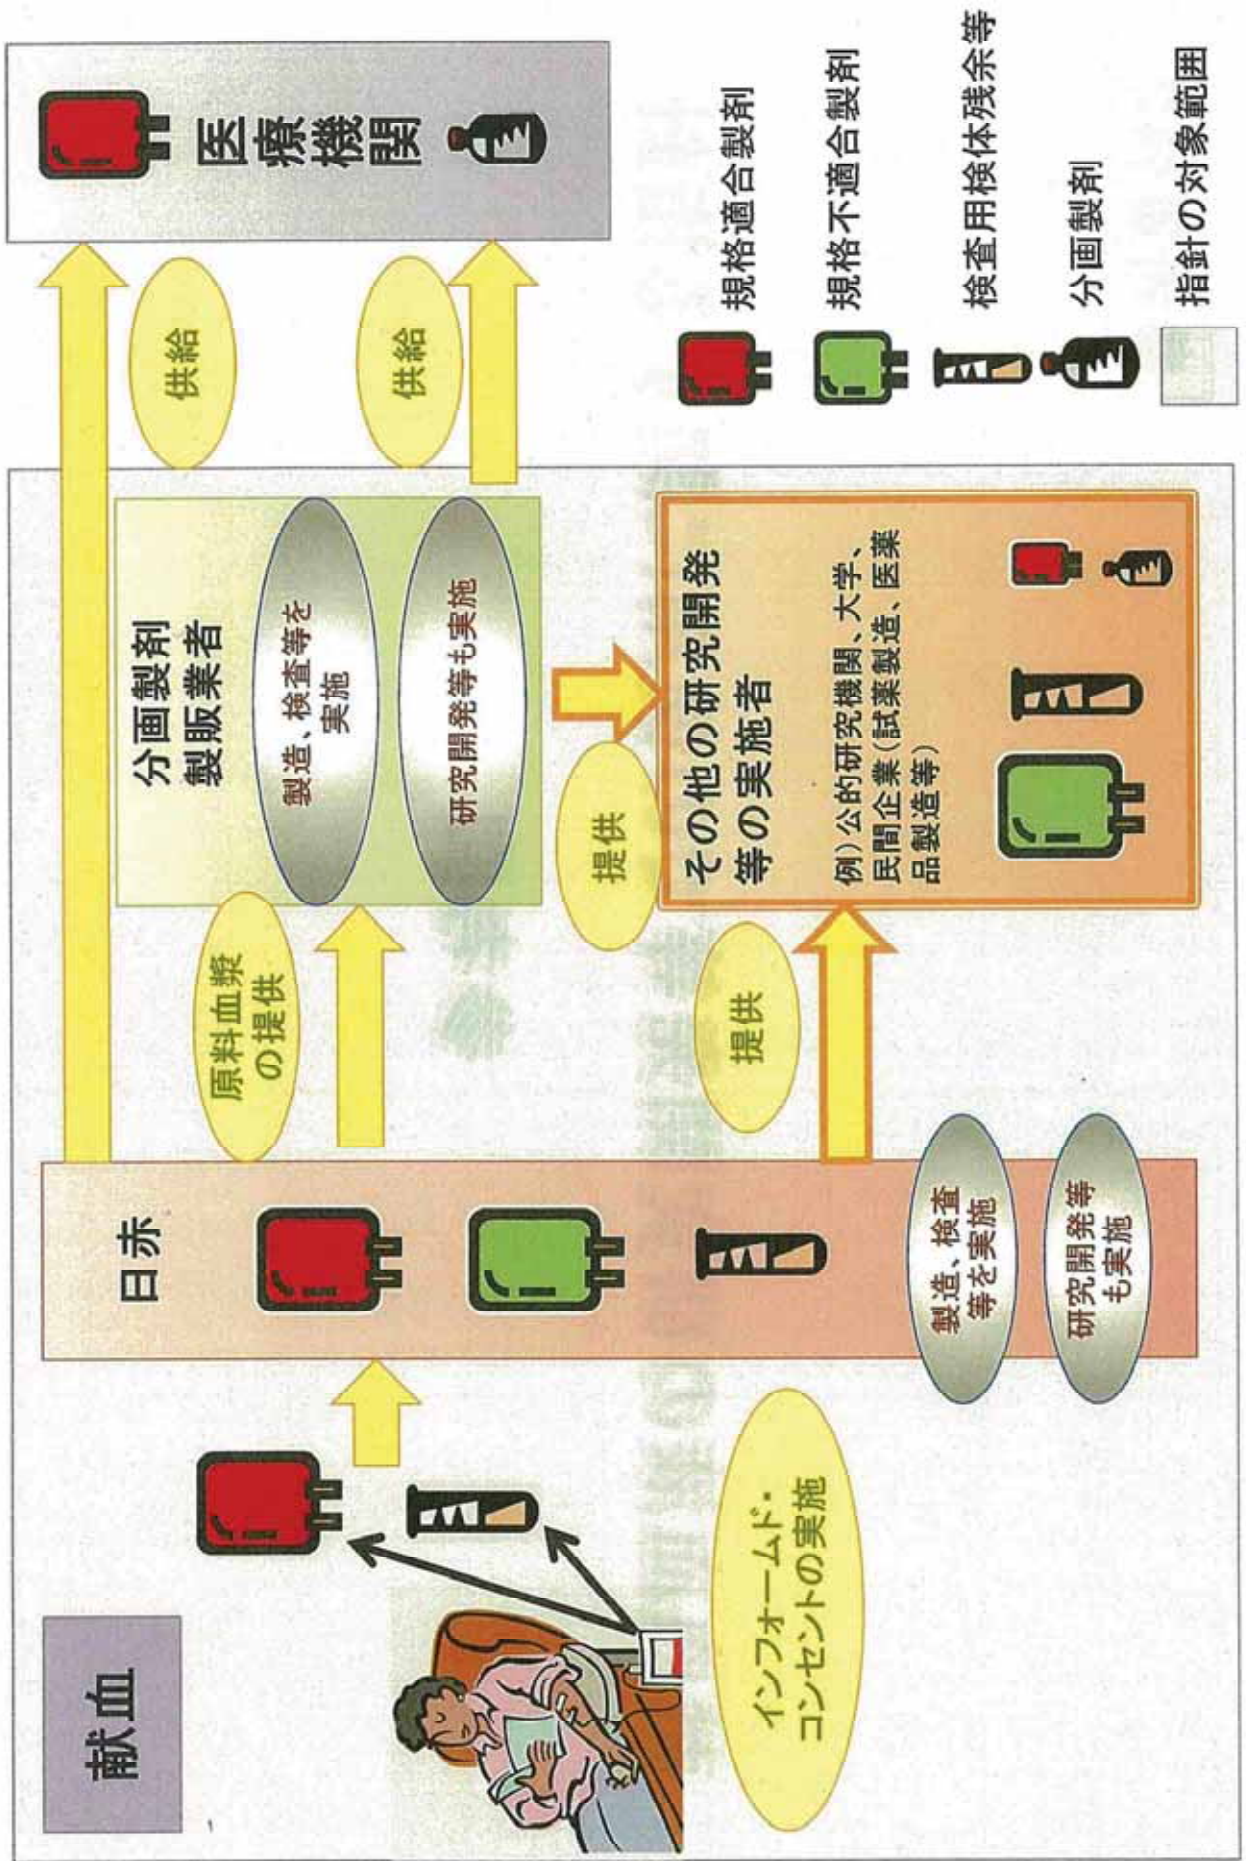 献血
インフォームド・
コンセントの実施
日赤
製造、検査
等を実施
研究開発等
も実施
原料血漿
の提供
提供
分画製剤
製販業者
製造、検査等を
実施
研究開発等も実施
提供
その他の研究開発
等の実施者
例)公的研究機関、大学、
民間企業(試薬製造、医薬
品製造等)
供給
供給
医療機関
規格適合製剤
規格不適合製剤
検査用検体残余等
分画製剤
指針の対象範囲